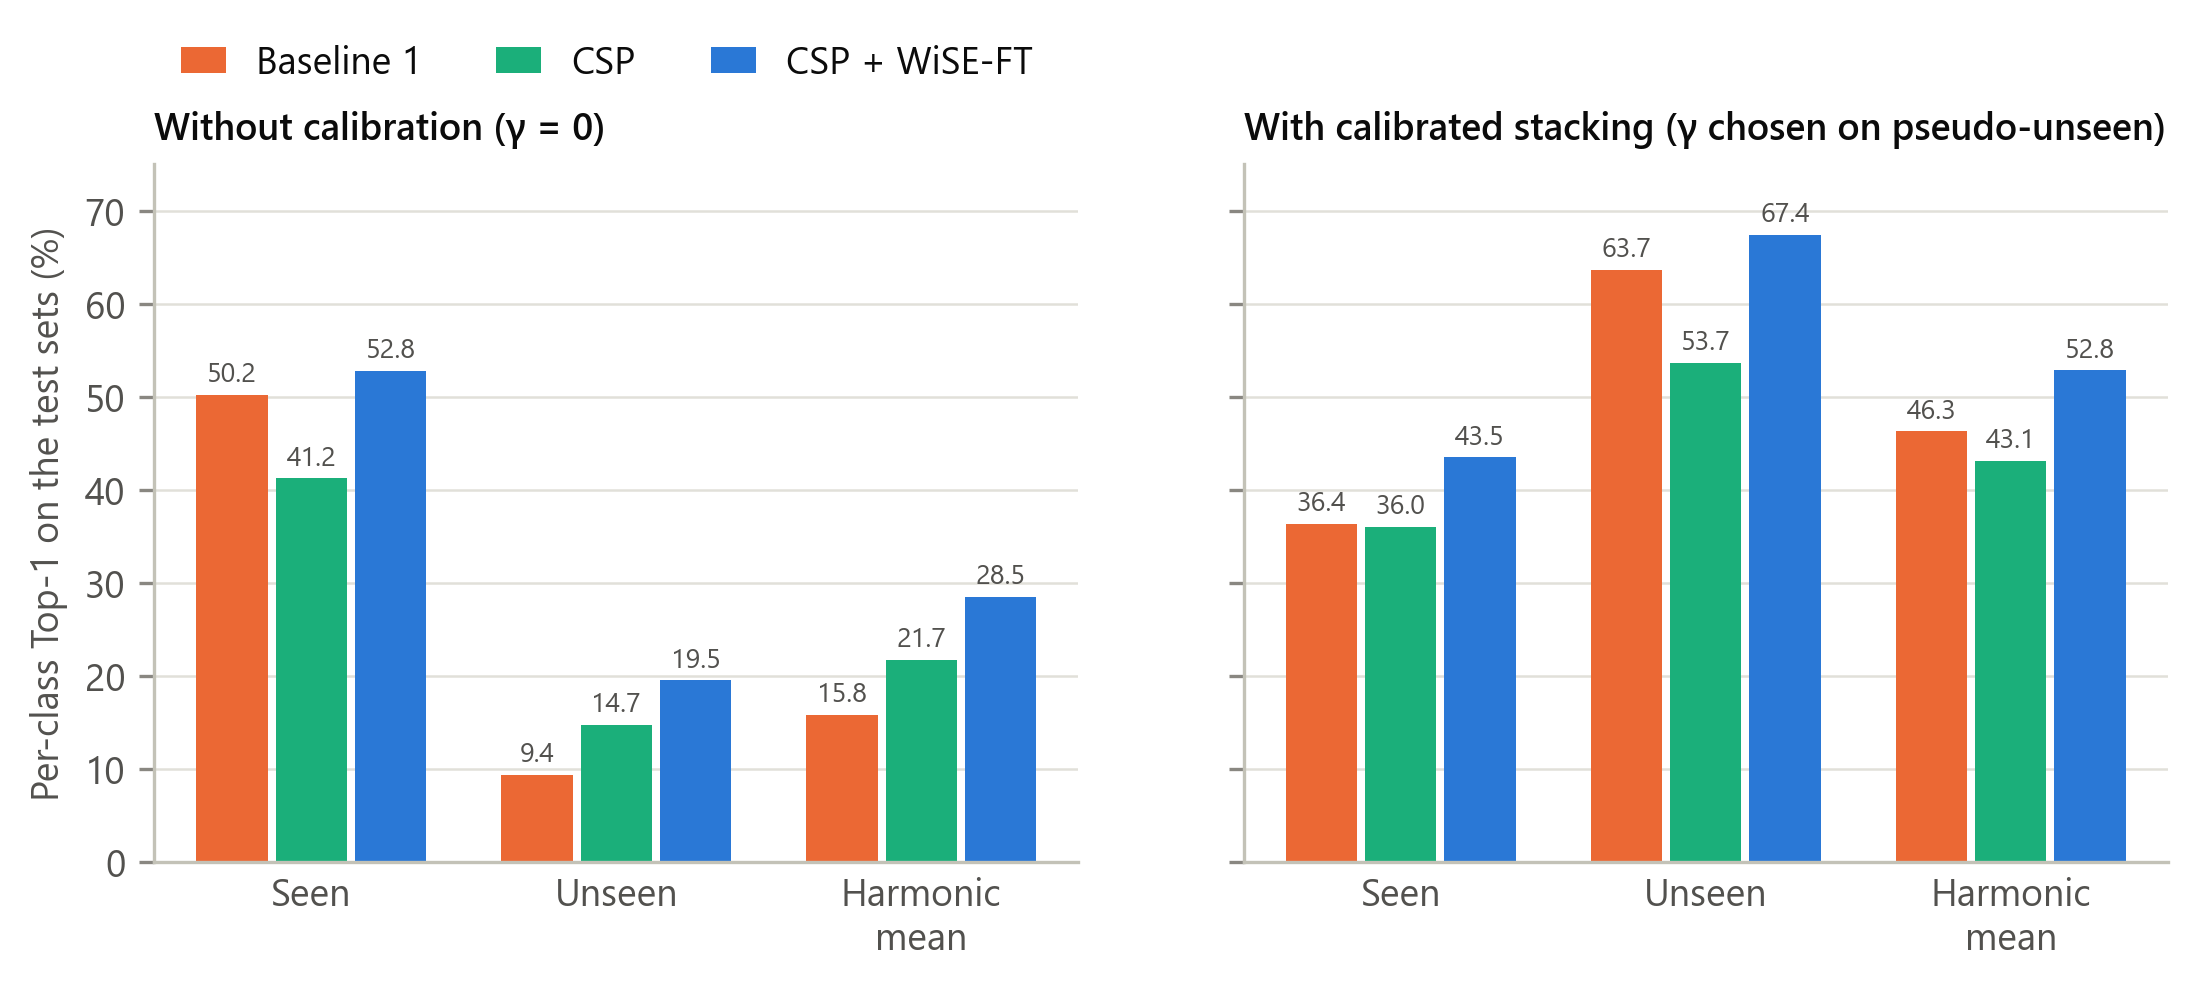 Baseline 1 CSP CSP + WiSE-FT
Without calibration (γ = 0)
Per-class Top-1 on the test sets (%)
70
60
50
40
30
20
10
0
50.2
41.2
52.8
9.4
14.7
19.5
15.8
21.7
28.5
Seen
Unseen
Harmonic
mean
With calibrated stacking (γ chosen on pseudo-unseen)
36.4
36.0
43.5
63.7
53.7
67.4
46.3
43.1
52.8
Seen
Unseen
Harmonic
mean